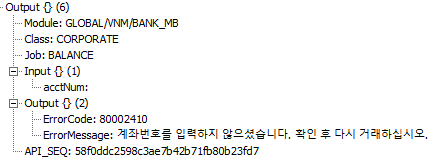 Output {} (6)
Module: GLOBAL/VNM/BANK_MB
Class: CORPORATE
Job: BALANCE
Input {} (1)
acctNum:
Output {} (2)
ErrorCode: 80002410
ErrorMessage: 계좌번호를 입력하지 않으셨습니다. 확인 후 다시 거래하십시오.
API_SEQ: 58f0ddc2598c3ae7b42b71fb80b23fd7